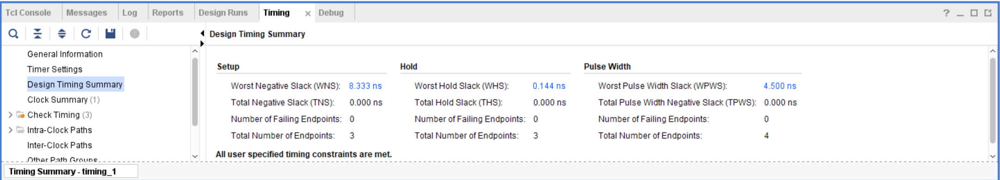 Tcl Console Messages Log Reports Design Runs Timing Debug
Design Timing Summary
General Information
Timer Settings
Design Timing Summary
Clock Summary (1)
Check Timing (3)
Intra-Clock Paths
Inter-Clock Paths
Other Path Groups
Setup Hold Pulse Width
Worst Negative Slack (WNS): 8.333 ns Worst Hold Slack (WHS): 0.144 ns Worst Pulse Width Slack (WPWS): 4.500 ns
Total Negative Slack (TNS): 0.000 ns Total Hold Slack (THS): 0.000 ns Total Pulse Width Negative Slack (TPWS): 0.000 ns
Number of Failing Endpoints: 0 Number of Failing Endpoints: 0 Number of Failing Endpoints: 0
Total Number of Endpoints: 3 Total Number of Endpoints: 3 Total Number of Endpoints: 4
All user specified timing constraints are met.
Timing Summary - timing_1